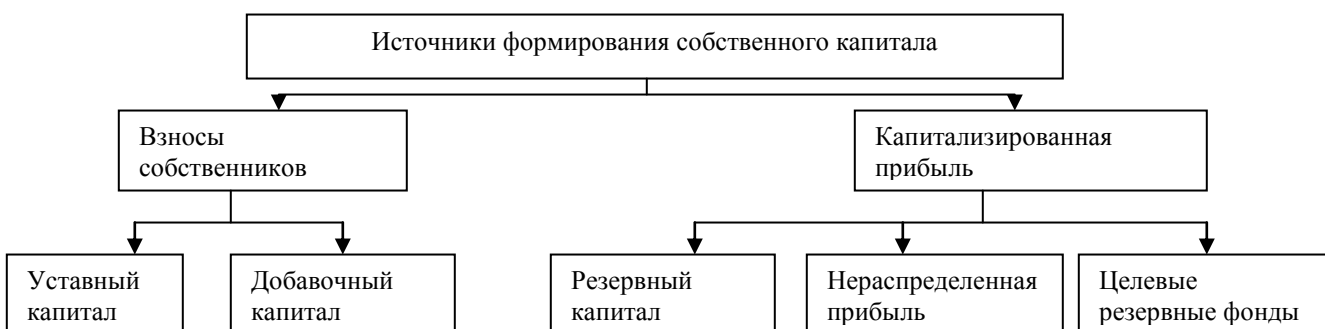 Источники формирования собственного капитала
Взносы
собственников
Капитализированная
прибыль
Уставный
капитал
Добавочный
капитал
Резервный
капитал
Нераспределенная
прибыль
Целевые
резервные фонды